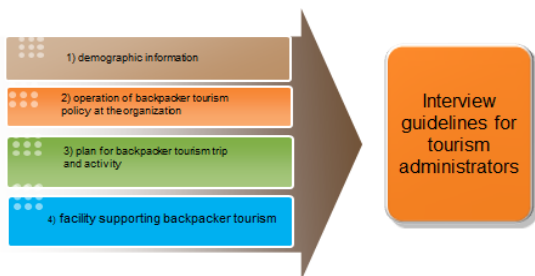 1) demographic information
2) operation of backpacker tourism
policy at the organization
3) plan for backpacker tourism trip
and activity
4) facility supporting backpacker tourism
Interview
guidelines for
tourism
administrators